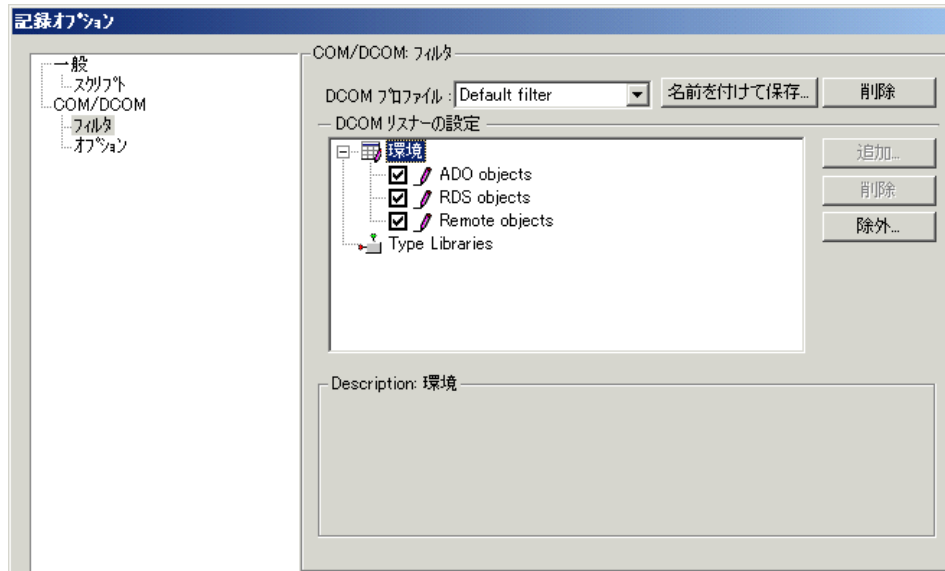 記録オプション
一般
スクリプト
COM/DCOM
フィルタ
オプション
COM/DCOM: フィルタ
DCOM プロファイル : Default filter 名前を付けて保存... 削除
DCOM リスナーの設定
環境
ADO objects
RDS objects
Remote objects
Type Libraries
追加...
削除
除外...
Description: 環境